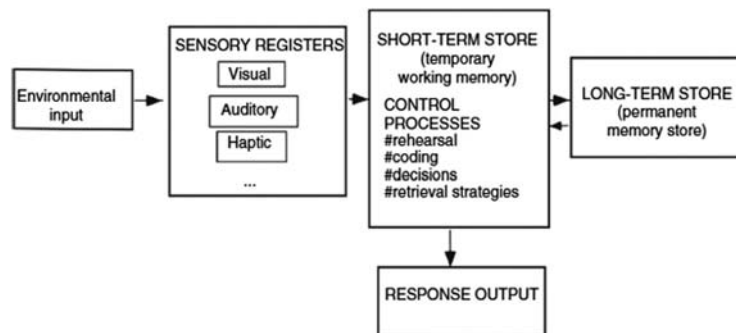 Environmental
input
SENSORY REGISTERS
Visual
Auditory
Haptic
...
SHORT-TERM STORE
(temporary
working memory)
CONTROL
PROCESSES
#rehearsal
#coding
#decisions
#retrieval strategies
LONG-TERM STORE
(permanent
memory store)
RESPONSE OUTPUT